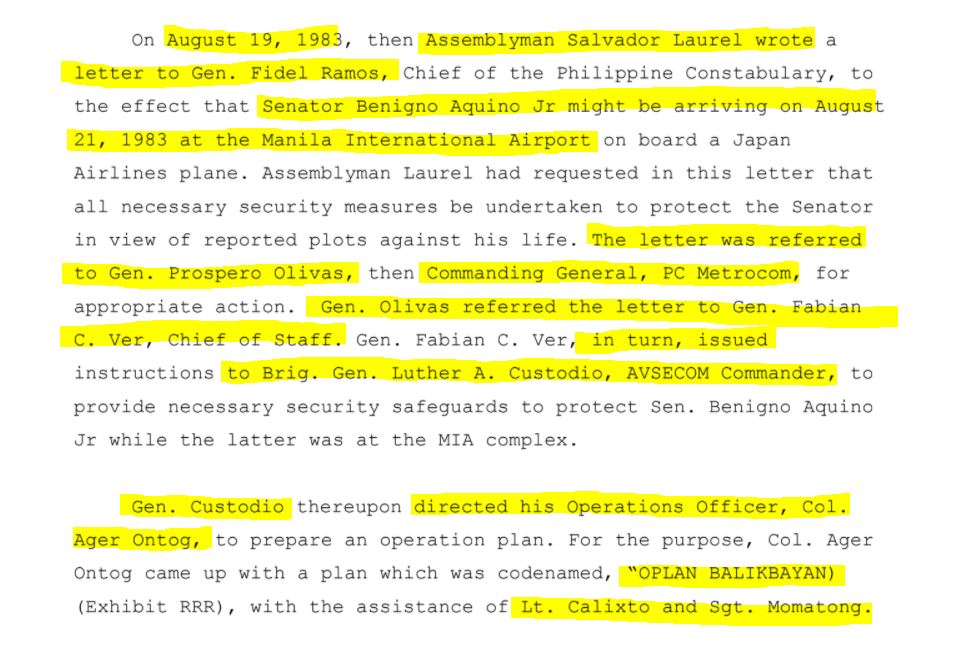 On August 19, 1983, then Assemblyman Salvador Laurel wrote a
letter to Gen. Fidel Ramos, Chief of the Philippine Constabulary, to
the effect that Senator Benigno Aquino Jr might be arriving on August
21, 1983 at the Manila International Airport on board a Japan
Airlines plane. Assemblyman Laurel had requested in this letter that
all necessary security measures be undertaken to protect the Senator
in view of reported plots against his life. The letter was referred
to Gen. Prospero Olivas, then Commanding General, PC Metrocom, for
appropriate action. Gen. Olivas referred the letter to Gen. Fabian
C. Ver, Chief of Staff. Gen. Fabian C. Ver, in turn, issued
instructions to Brig. Gen. Luther A. Custodio, AVSECOM Commander, to
provide necessary security safeguards to protect Sen. Benigno Aquino
Jr while the latter was at the MIA complex.
Gen. Custodio thereupon directed his Operations Officer, Col.
Ager Ontog, to prepare an operation plan. For the purpose, Col. Ager
Ontog came up with a plan which was codenamed, “OPLAN BALIKBAYAN)
(Exhibit RRR), with the assistance of Lt. Calixto and Sgt. Momatong.